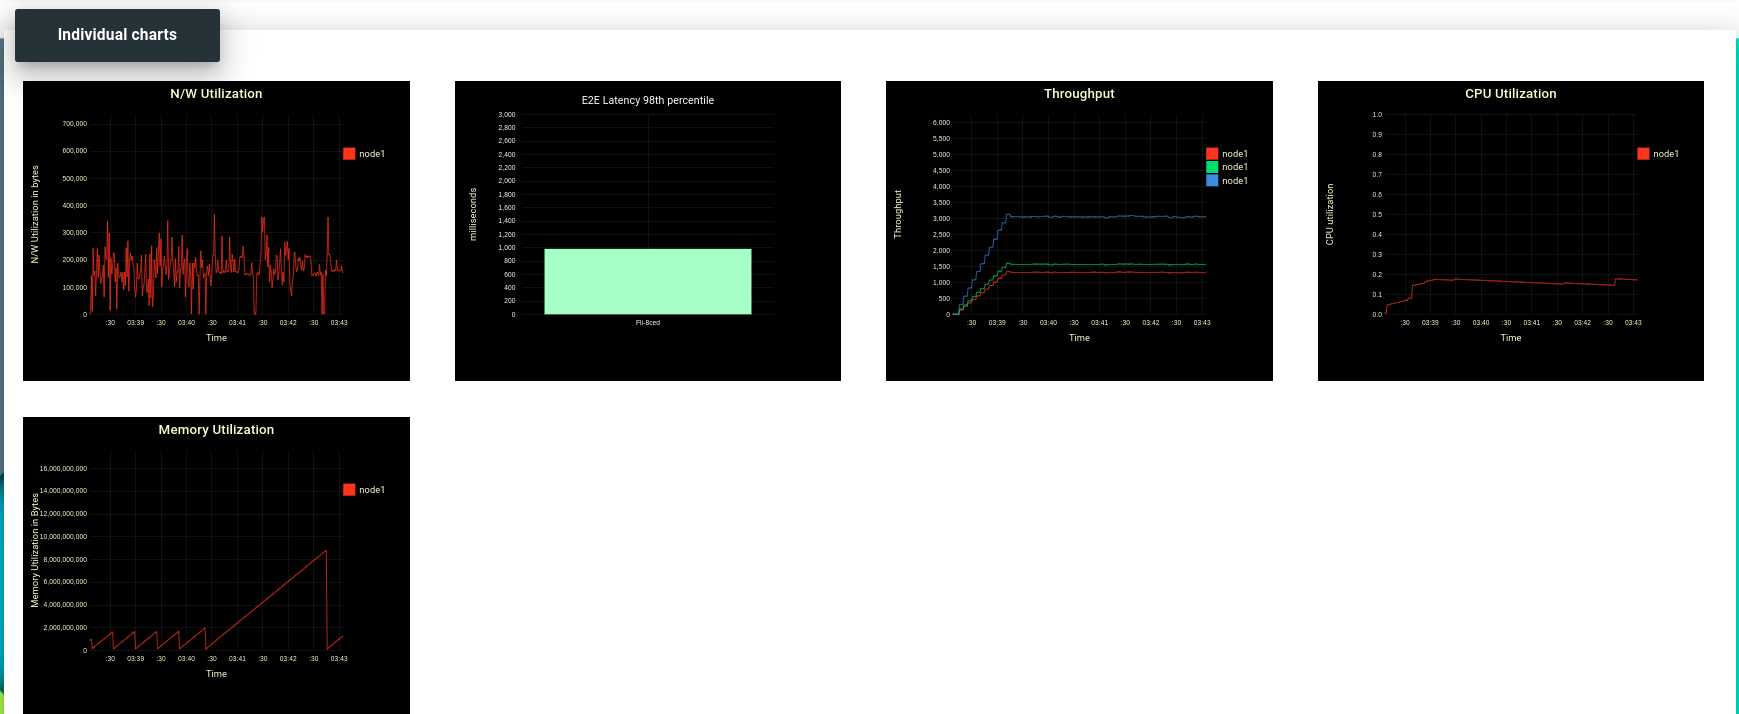 Individual charts
N/W Utilization
700,000
600,000
500,000
400,000
300,000
200,000
100,000
0
N/W Utilization in bytes
node1
:30 03:39 :30 03:40 :30 03:41 :30 03:42 :30 03:43
Time
E2E Latency 98th percentile
3,000
2,800
2,600
2,400
2,200
2,000
1,800
1,600
1,400
1,200
1,000
800
600
400
200
0
milliseconds
Throughput
6,000
5,500
5,000
4,500
4,000
3,500
3,000
2,500
2,000
1,500
1,000
500
0
Throughput
node1
node1
node1
:30 03:39 :30 03:40 :30 03:41 :30 03:42 :30 03:43
Time
CPU Utilization
1.0
0.9
0.8
0.7
0.6
0.5
0.4
0.3
0.2
0.1
0.0
CPU utilization
node1
:30 03:39 :30 03:40 :30 03:41 :30 03:42 :30 03:43
Time
Memory Utilization
16,000,000,000
14,000,000,000
12,000,000,000
10,000,000,000
8,000,000,000
6,000,000,000
4,000,000,000
2,000,000,000
0
Memory Utilization in Bytes
node1
:30 03:39 :30 03:40 :30 03:41 :30 03:42 :30 03:43
Time